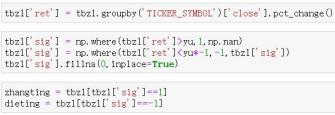 tbzl['ret'] = tbzl.groupby('TICKER_SYMBOL')['close'].pct_change()
tbzl['sig'] = np.where(tbzl['ret']>yu,1,np.nan)
tbzl['sig'] = np.where(tbzl['ret']<yu*-1,-1,tbzl['sig'])
tbzl['sig'].fillna(0,inplace=True)
zhangting = tbzl[tbzl['sig']==1]
dieting = tbzl[tbzl['sig']==-1]